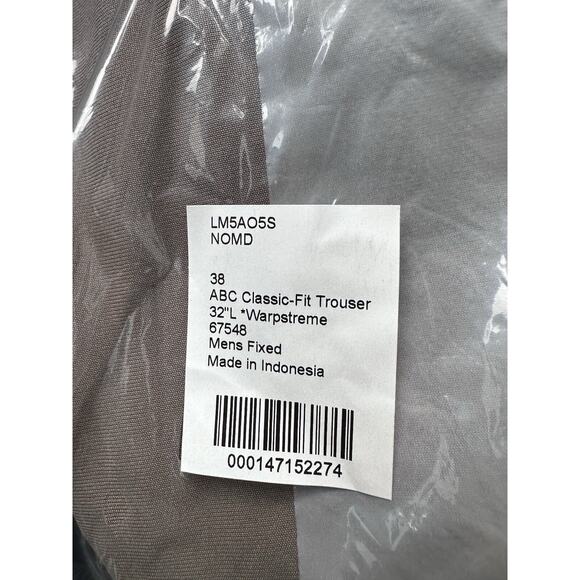 LM5AO5S
NOMD
38
ABC Classic-Fit Trouser
32"L *Warpstreme
67548
Mens Fixed
Made in Indonesia
000147152274